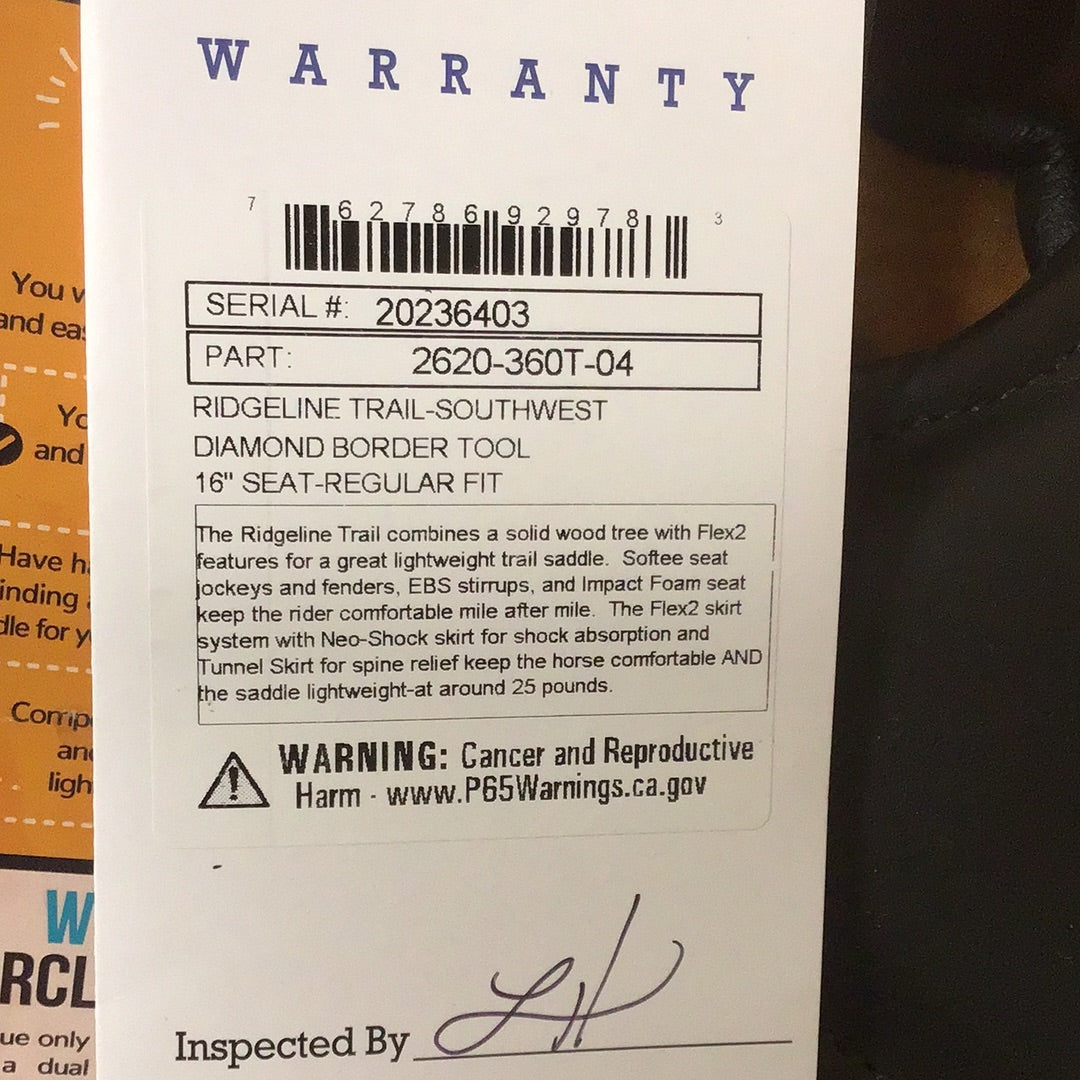 WARRANTY
7 62786 92978 3
SERIAL #: 20236403
PART: 2620-360T-04
RIDGELINE TRAIL-SOUTHWEST
DIAMOND BORDER TOOL
16" SEAT-REGULAR FIT
The Ridgeline Trail combines a solid wood tree with Flex2
features for a great lightweight trail saddle. Softee seat
jockeys and fenders, EBS stirrups, and Impact Foam seat
keep the rider comfortable mile after mile. The Flex2 skirt
system with Neo-Shock skirt for shock absorption and
Tunnel Skirt for spine relief keep the horse comfortable AND
the saddle lightweight-at around 25 pounds.
WARNING: Cancer and Reproductive
Harm - www.P65Warnings.ca.gov
Inspected By
You
and
and
Have
for
light
only
a dual